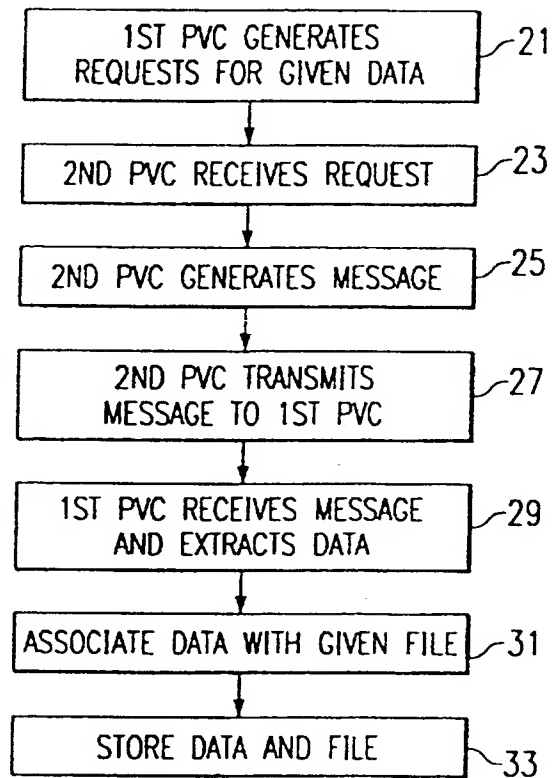 1ST PVC GENERATES
REQUESTS FOR GIVEN DATA
21
2ND PVC RECEIVES REQUEST
23
2ND PVC GENERATES MESSAGE
25
2ND PVC TRANSMITS
MESSAGE TO 1ST PVC
27
1ST PVC RECEIVES MESSAGE
AND EXTRACTS DATA
29
ASSOCIATE DATA WITH GIVEN FILE
31
STORE DATA AND FILE
33